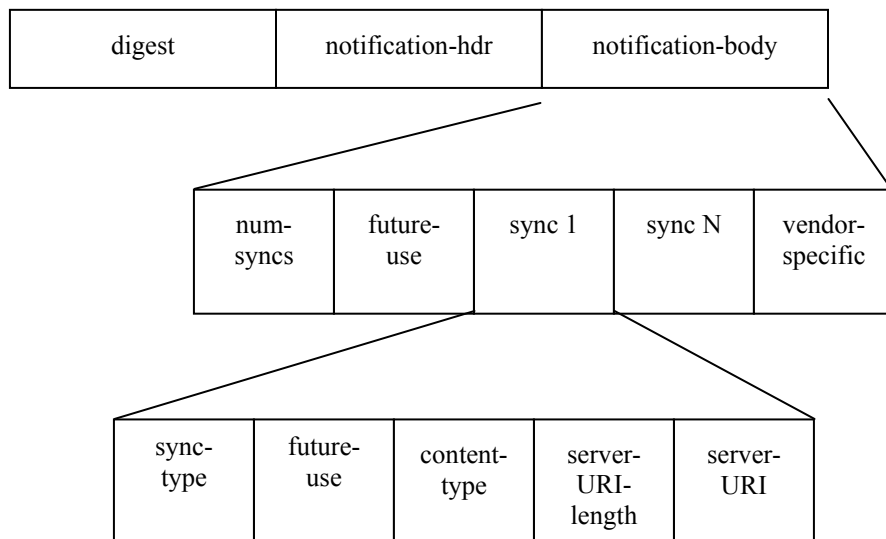 digest
notification-hdr
notification-body
num-
syncs
future-
use
sync 1
sync N
vendor-
specific
sync-
type
future-
use
content-
type
server-
URI-
length
server-
URI